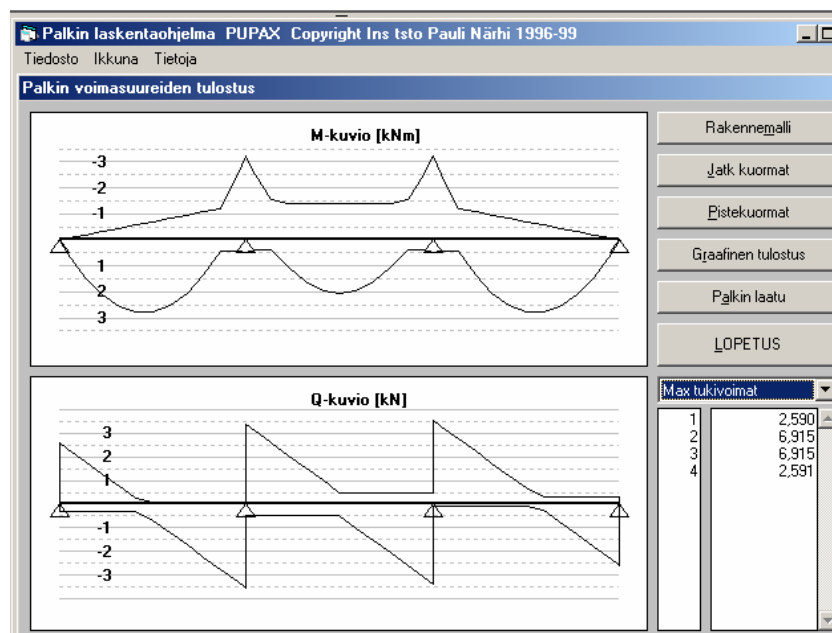 Palkin laskentaohjelma PUPAX Copyright Ins tsto Pauli Närhi 1996-99
Tiedosto Ikkuna Tietoja
Palkin voimasuureiden tulostus
M-kuvio [kNm]
-3
-2
-1
1
2
3
Q-kuvio [kN]
3
2
1
-1
-2
-3
Rakennemalli
Jatk kuormat
Pistekuormat
Graafinen tulostus
Palkin laatu
LOPETUS
Max tukivoimat
1 2,590
2 6,915
3 6,915
4 2,591